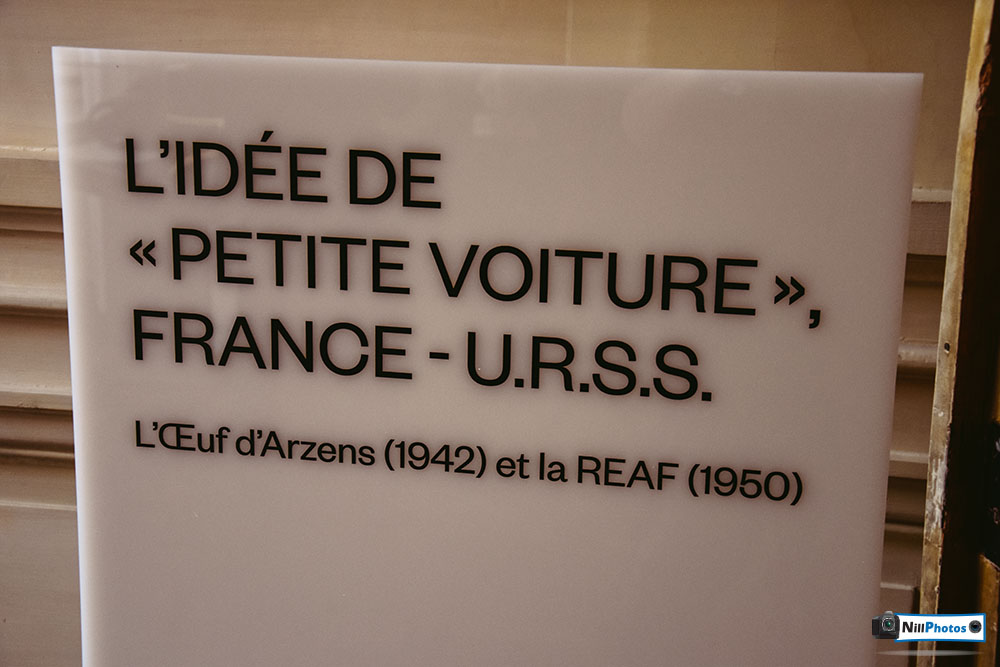 L'IDÉE DE
« PETITE VOITURE »,
FRANCE - U.R.S.S.
L'Œuf d'Arzens (1942) et la REAF (1950)
NillPhotos